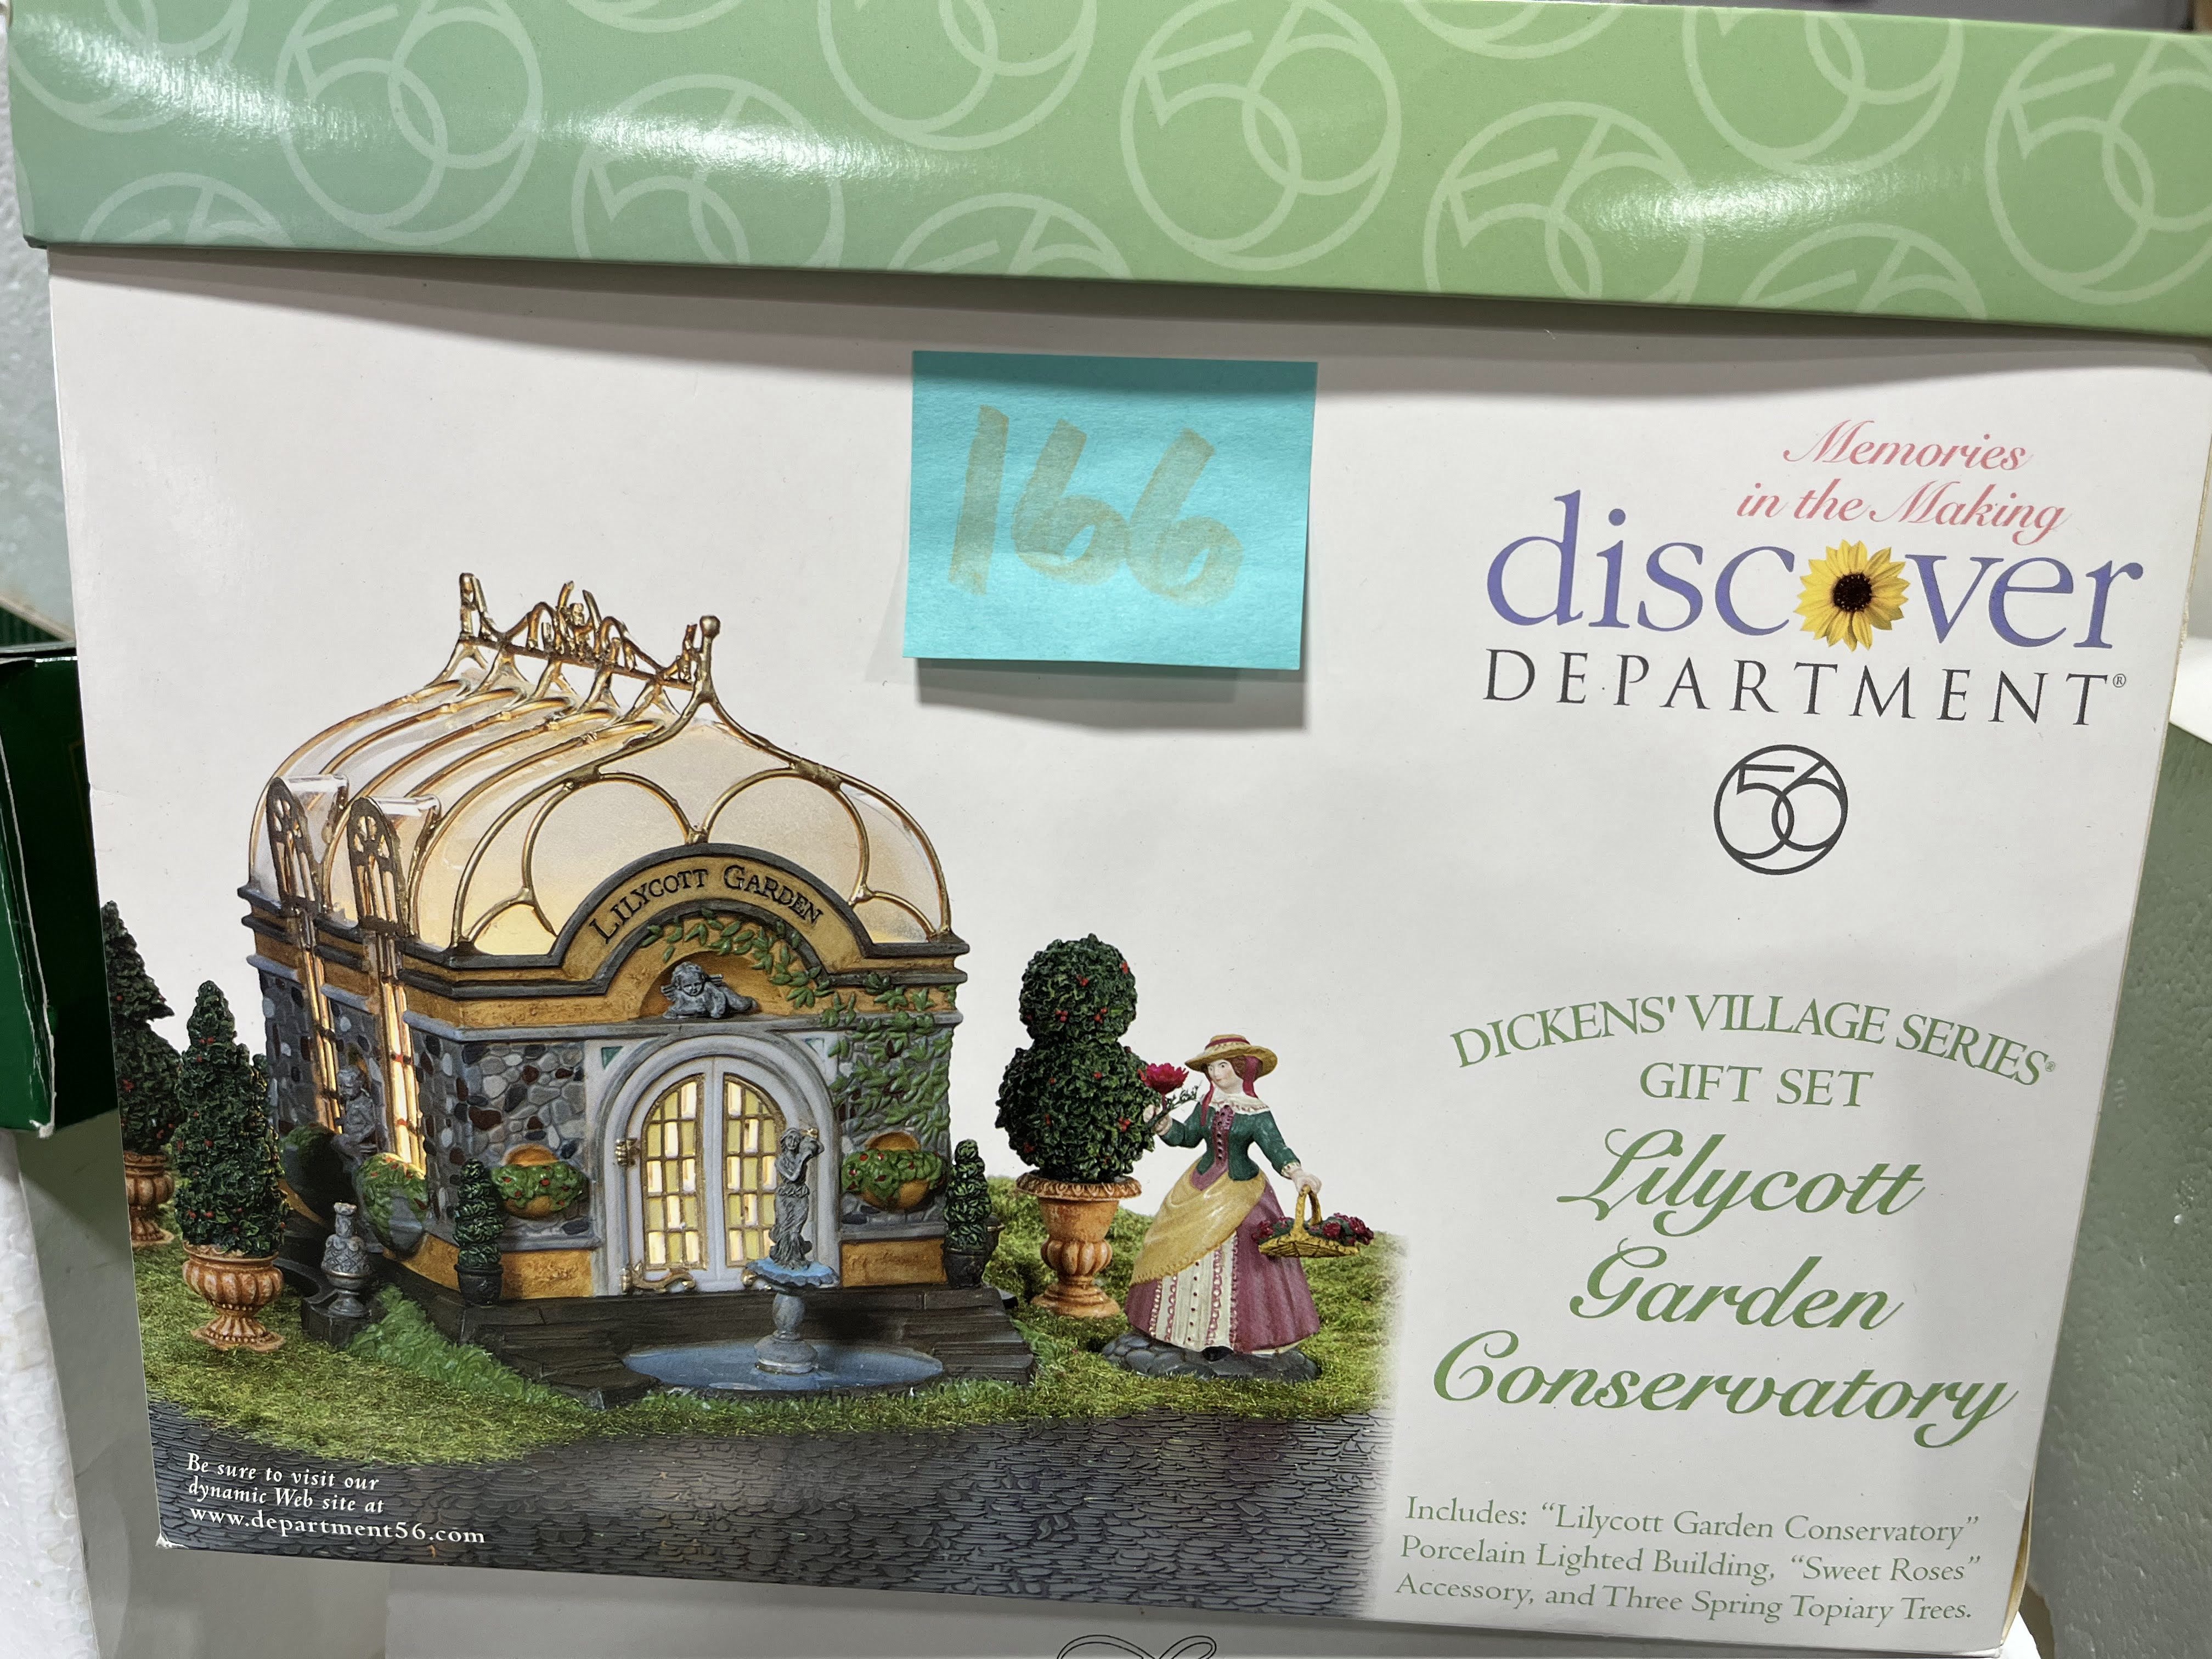 166
Memories
in the Making
discover
DEPARTMENT®
56
DICKENS' VILLAGE SERIES®
GIFT SET
Lilycott
Garden
Conservatory
Includes: “Lilycott Garden Conservatory”
Porcelain Lighted Building, “Sweet Roses”
Accessory, and Three Spring Topiary Trees.
LILYCOTT GARDEN
Be sure to visit our
dynamic Web site at
www.department56.com